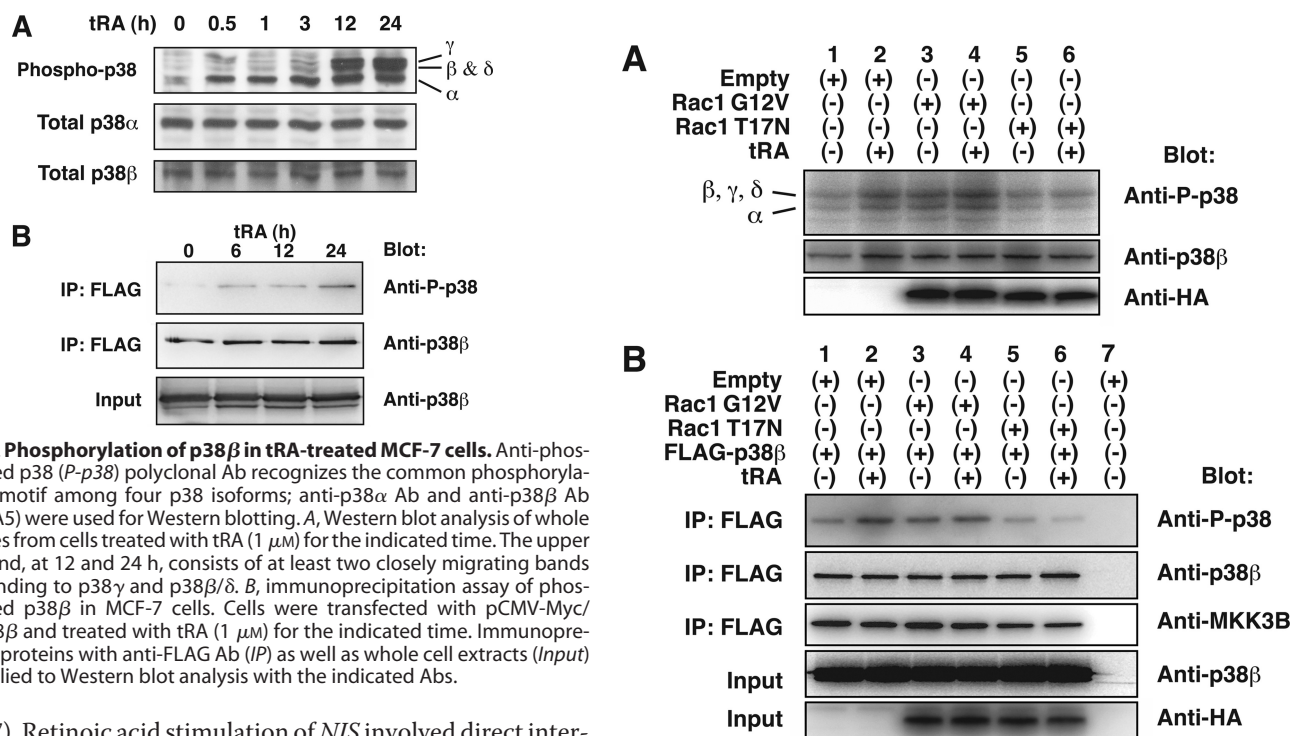 A
tRA (h) 0 0.5 1 3 12 24
Phospho-p38
γ
β & δ
α
Total p38α
Total p38β
B
tRA (h)
0 6 12 24 Blot:
IP: FLAG Anti-P-p38
IP: FLAG Anti-p38β
Input Anti-p38β
Phosphorylation of p38β in tRA-treated MCF-7 cells. Anti-phos-
ed p38 (P-p38) polyclonal Ab recognizes the common phosphoryla-
motif among four p38 isoforms; anti-p38α Ab and anti-p38β Ab
A5) were used for Western blotting. A, Western blot analysis of whole
es from cells treated with tRA (1 μM) for the indicated time. The upper
nd, at 12 and 24 h, consists of at least two closely migrating bands
nding to p38γ and p38β/δ. B, immunoprecipitation assay of phos-
ed p38β in MCF-7 cells. Cells were transfected with pCMV-Myc/
8β and treated with tRA (1 μM) for the indicated time. Immunopre-
proteins with anti-FLAG Ab (IP) as well as whole cell extracts (Input)
lied to Western blot analysis with the indicated Abs.
7). Retinoic acid stimulation of NIS involved direct inter-
A
1 2 3 4 5 6
Empty (+) (+) (-) (-) (-) (-)
Rac1 G12V (-) (-) (+) (+) (-) (-)
Rac1 T17N (-) (-) (-) (-) (+) (+)
tRA (-) (+) (-) (+) (-) (+) Blot:
β, γ, δ
α
Anti-P-p38
Anti-p38β
Anti-HA
B
1 2 3 4 5 6 7
Empty (+) (+) (-) (-) (-) (-) (+)
Rac1 G12V (-) (-) (+) (+) (-) (-) (-)
Rac1 T17N (-) (-) (-) (-) (+) (+) (-)
FLAG-p38β (+) (+) (+) (+) (+) (+) (-)
tRA (-) (+) (-) (+) (-) (+) (-) Blot:
IP: FLAG Anti-P-p38
IP: FLAG Anti-p38β
IP: FLAG Anti-MKK3B
Input Anti-p38β
Input Anti-HA